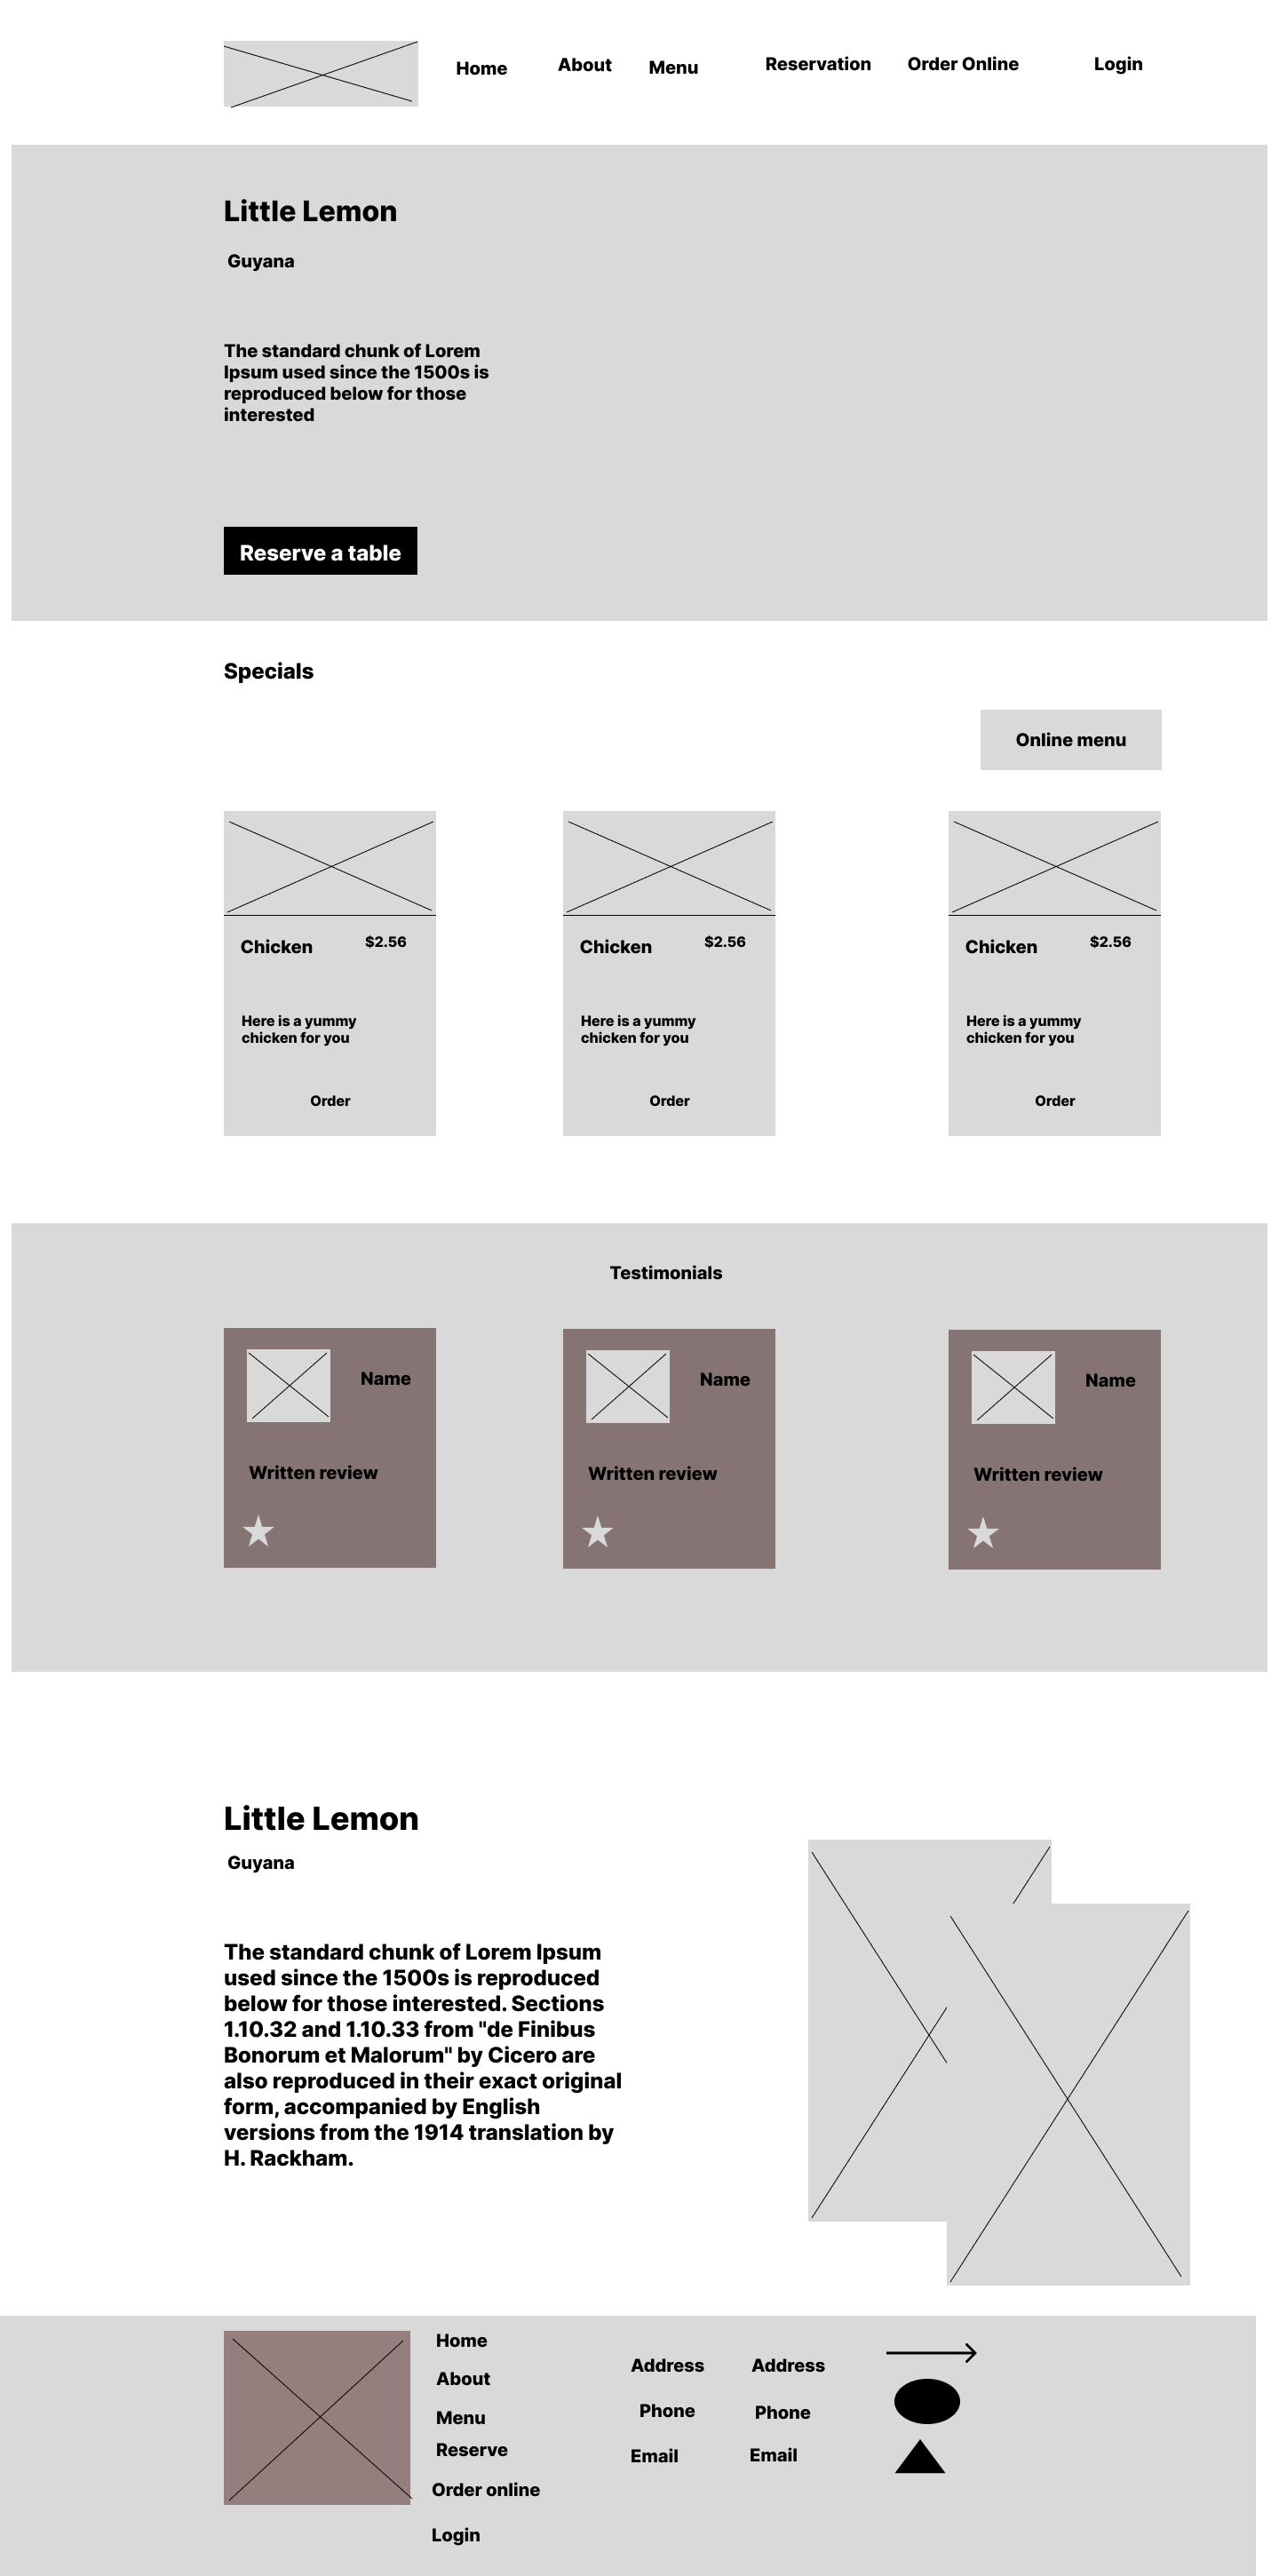 Home About Menu Reservation Order Online Login
Little Lemon
Guyana
The standard chunk of Lorem
Ipsum used since the 1500s is
reproduced below for those
interested
Reserve a table
Specials
Online menu
Chicken $2.56
Here is a yummy
chicken for you
Order
Chicken $2.56
Here is a yummy
chicken for you
Order
Chicken $2.56
Here is a yummy
chicken for you
Order
Testimonials
Name
Written review
Name
Written review
Name
Written review
Little Lemon
Guyana
The standard chunk of Lorem Ipsum
used since the 1500s is reproduced
below for those interested. Sections
1.10.32 and 1.10.33 from "de Finibus
Bonorum et Malorum" by Cicero are
also reproduced in their exact original
form, accompanied by English
versions from the 1914 translation by
H. Rackham.
Home
About
Menu
Reserve
Order online
Login
Address
Phone
Email
Address
Phone
Email